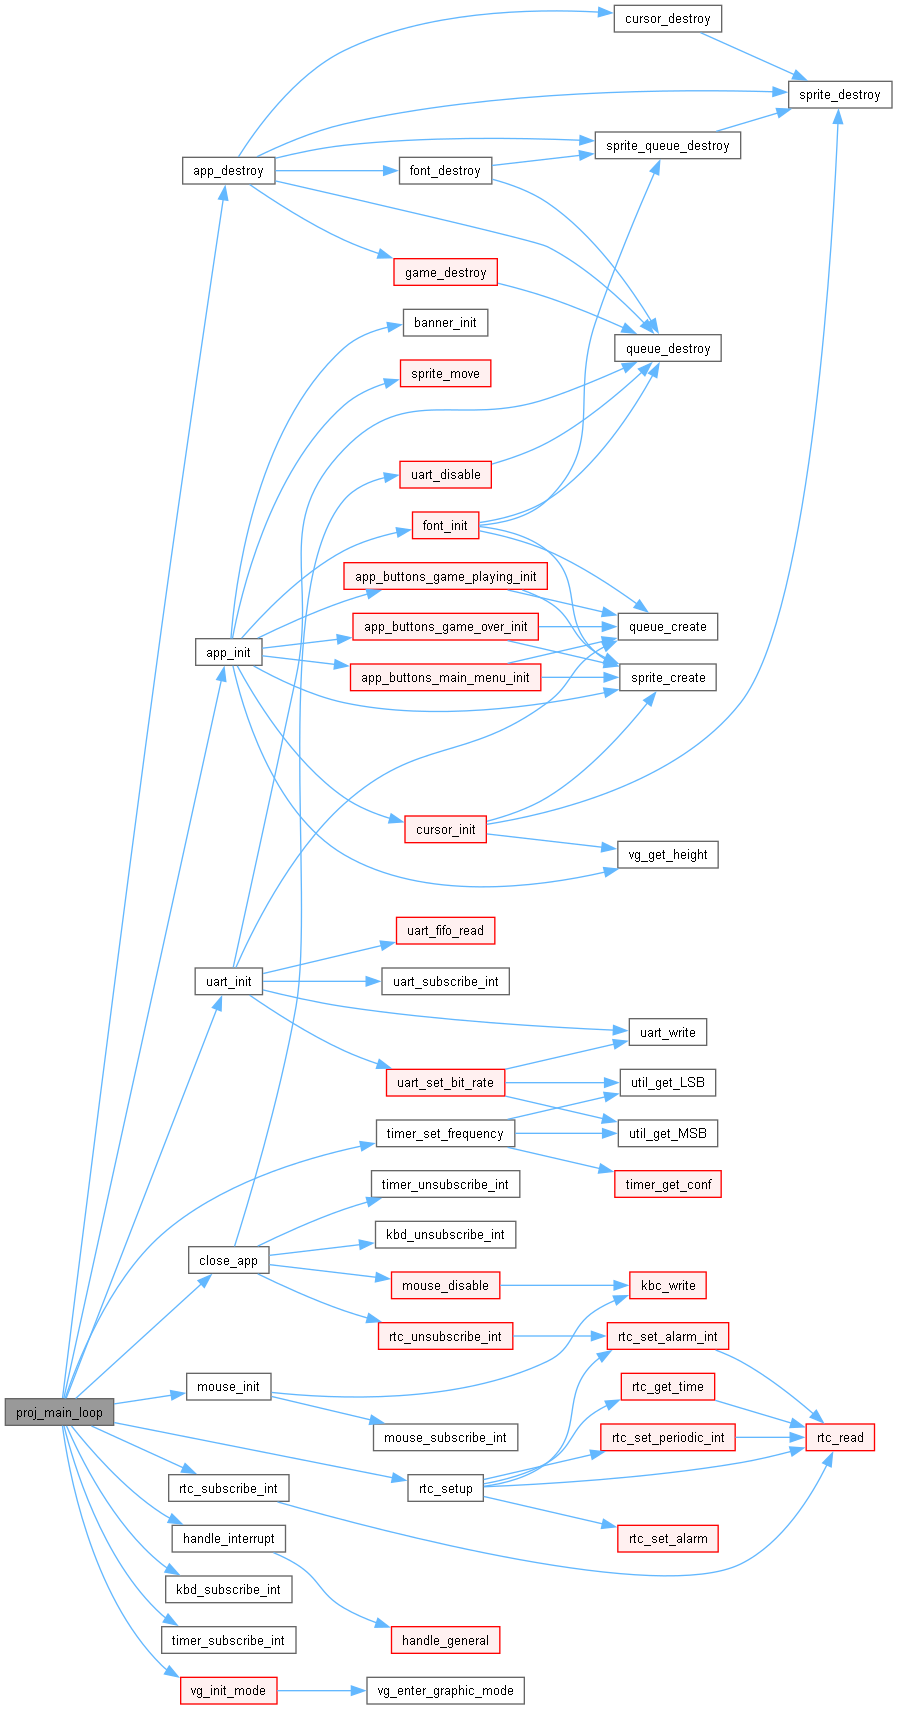 cursor_destroy
sprite_destroy
sprite_queue_destroy
app_destroy
font_destroy
game_destroy
banner_init
queue_destroy
sprite_move
uart_disable
font_init
app_buttons_game_playing_init
app_buttons_game_over_init
queue_create
app_init
app_buttons_main_menu_init
sprite_create
cursor_init
vg_get_height
uart_fifo_read
uart_init
uart_subscribe_int
uart_write
uart_set_bit_rate
util_get_LSB
timer_set_frequency
util_get_MSB
timer_unsubscribe_int
timer_get_conf
kbd_unsubscribe_int
close_app
mouse_disable
kbc_write
rtc_unsubscribe_int
rtc_set_alarm_int
mouse_init
rtc_get_time
proj_main_loop
mouse_subscribe_int
rtc_set_periodic_int
rtc_read
rtc_subscribe_int
rtc_setup
handle_interrupt
rtc_set_alarm
kbd_subscribe_int
timer_subscribe_int
handle_general
vg_init_mode
vg_enter_graphic_mode